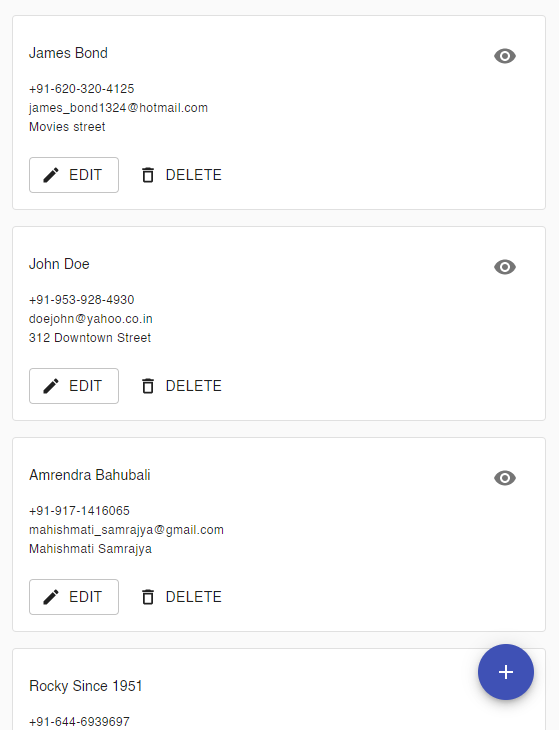 James Bond
+91-620-320-4125
james_bond1324@hotmail.com
Movies street
EDIT DELETE
John Doe
+91-953-928-4930
doejohn@yahoo.co.in
312 Downtown Street
EDIT DELETE
Amrendra Bahubali
+91-917-1416065
mahishmati_samrajya@gmail.com
Mahishmati Samrajya
EDIT DELETE
Rocky Since 1951
+91-644-6939697